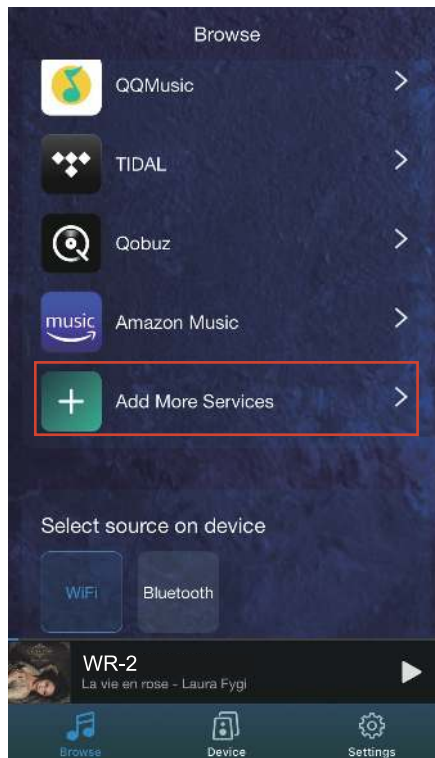 Browse
QQMusic
TIDAL
Qobuz
music
Amazon Music
Add More Services
Select source on device
WiFi
Bluetooth
WR-2
La vie en rose - Laura Fygi
Browse
Device
Settings